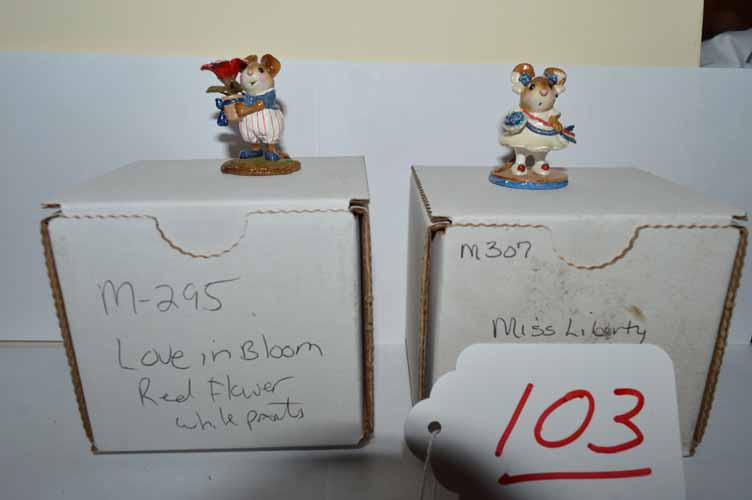 M-295
Love in Bloom
Red Flower
white pants
M307
Miss Liberty
103